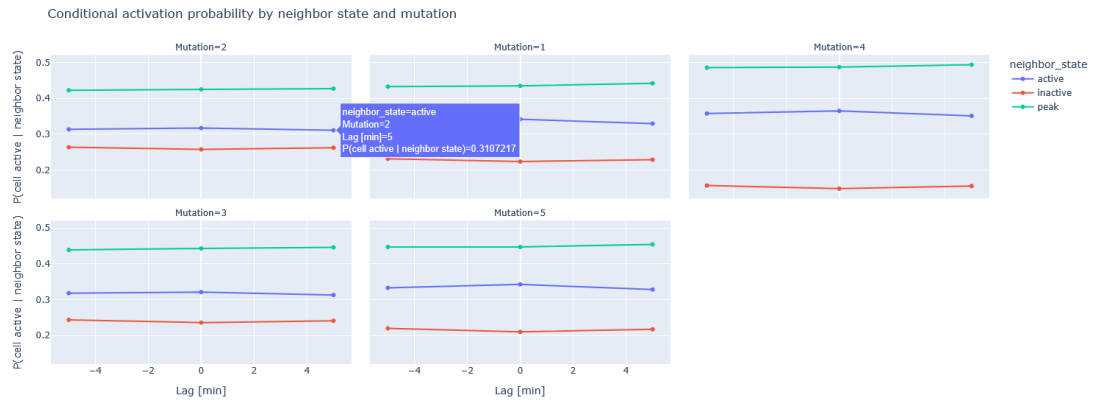 Conditional activation probability by neighbor state and mutation
Mutation=2
Mutation=1
Mutation=4
neighbor_state
active
inactive
peak
P(cell active | neighbor state)
0.5
0.4
0.3
0.2
neighbor_state=active
Mutation=2
Lag [min]=5
P(cell active | neighbor state)=0.3107217
Mutation=3
Mutation=5
P(cell active | neighbor state)
0.5
0.4
0.3
0.2
−4
−2
0
2
4
−4
−2
0
2
4
Lag [min]
Lag [min]